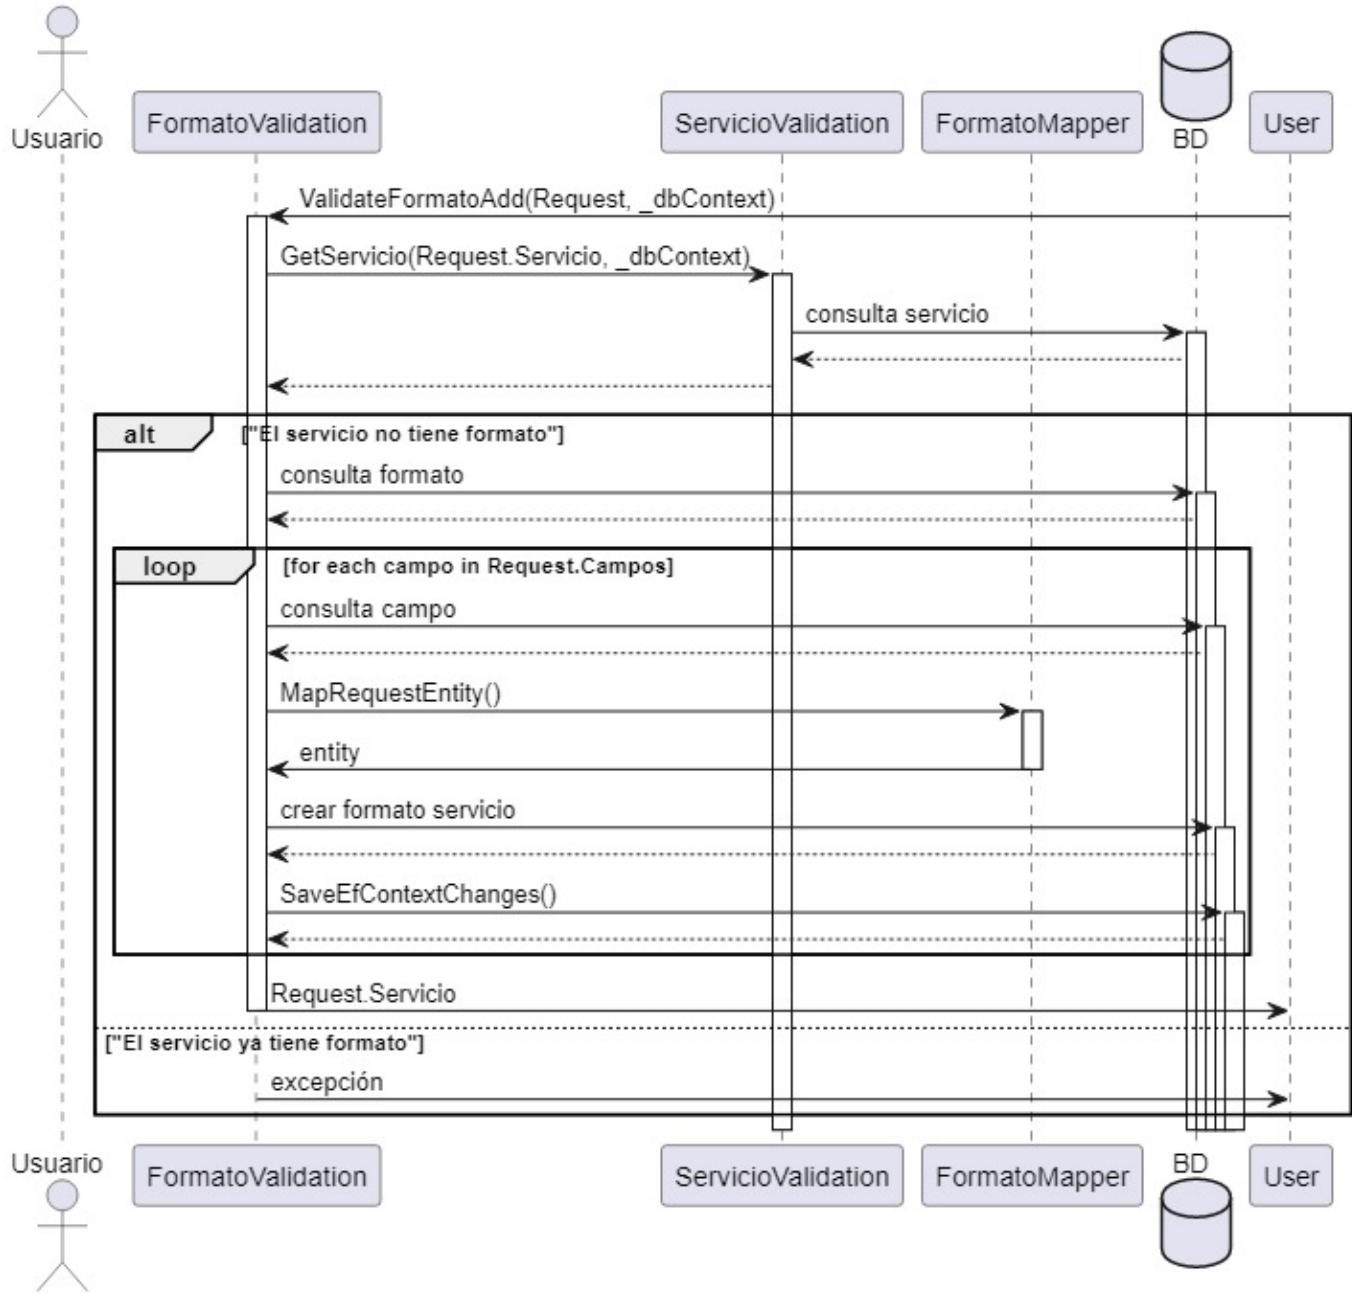 Usuario
FormatoValidation
ServicioValidation
FormatoMapper
BD
User
ValidateFormatoAdd(Request, _dbContext)
GetServicio(Request.Servicio, _dbContext)
consulta servicio
alt
["El servicio no tiene formato"]
consulta formato
loop
[for each campo in Request.Campos]
consulta campo
MapRequestEntity()
entity
crear formato servicio
SaveEfContextChanges()
Request.Servicio
["El servicio ya tiene formato"]
excepción
Usuario
FormatoValidation
ServicioValidation
FormatoMapper
BD
User